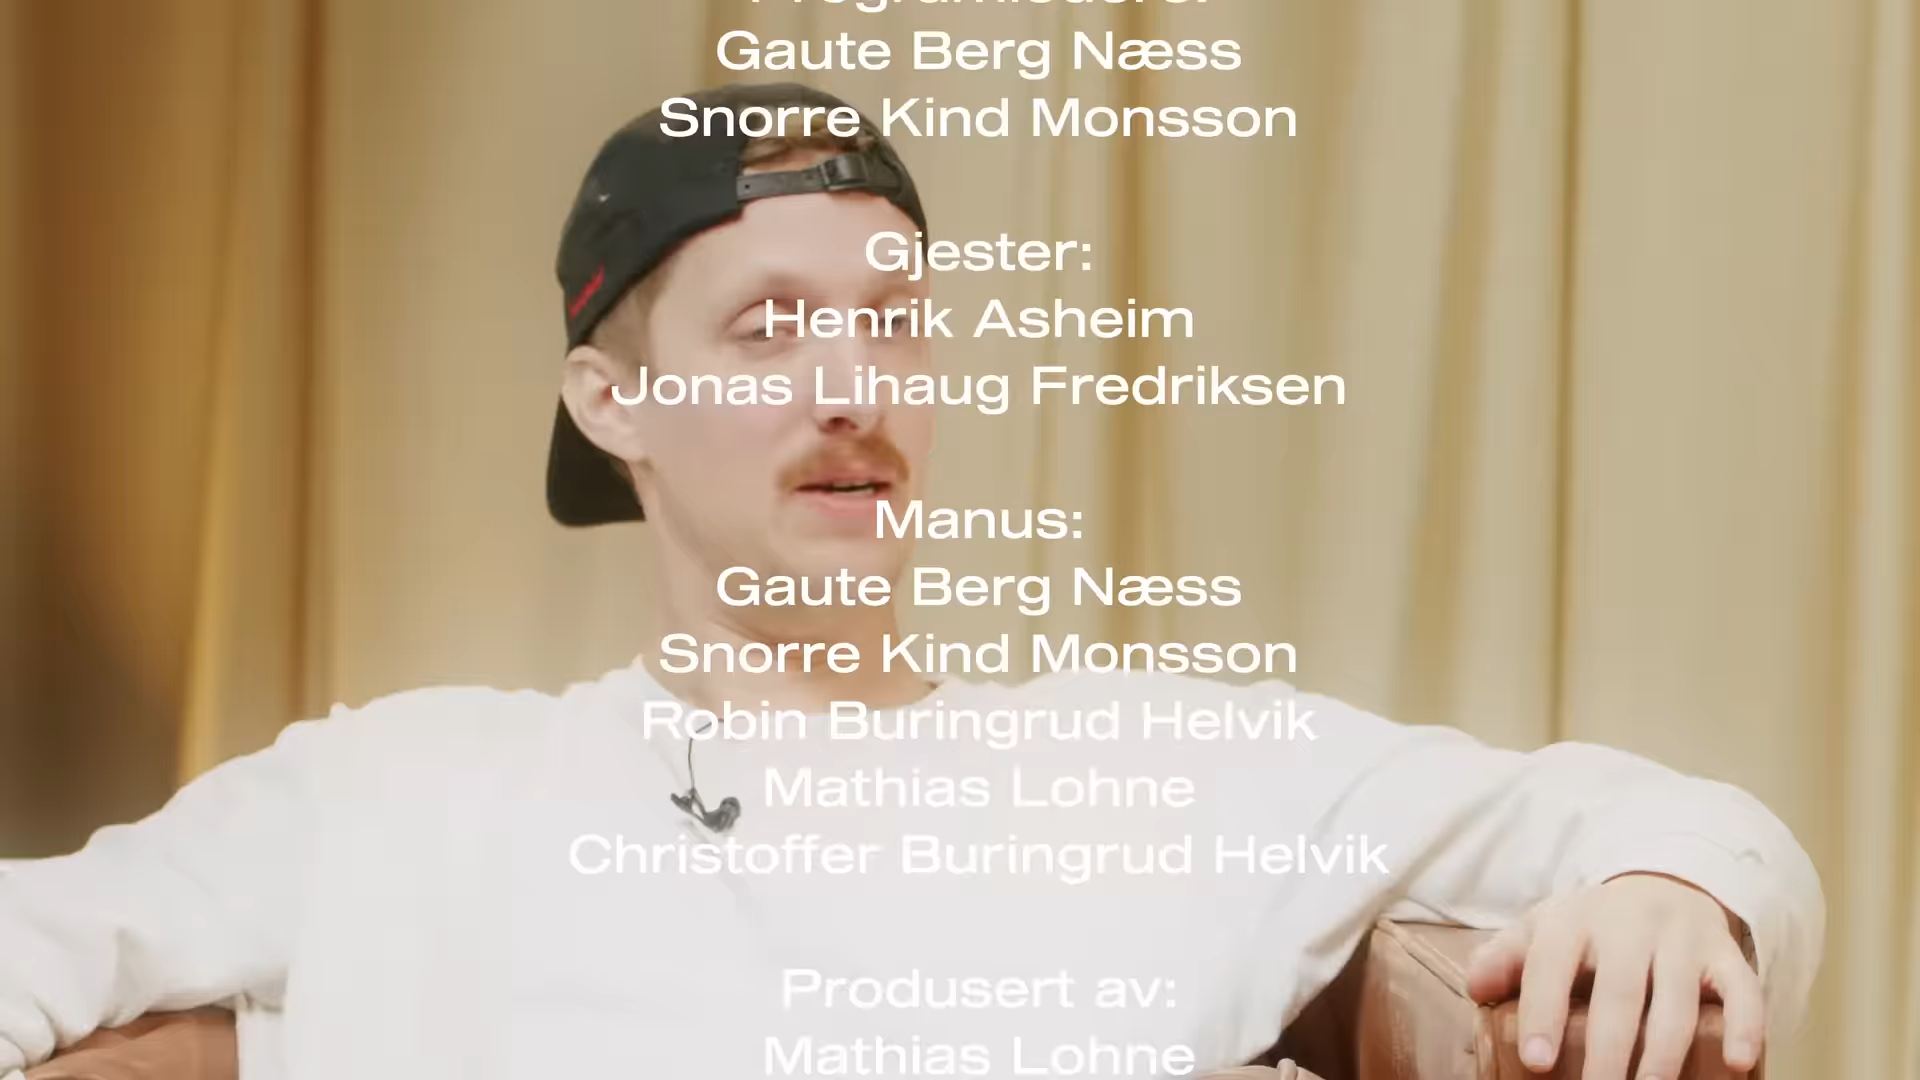 Programledere:
Gaute Berg Næss
Snorre Kind Monsson
Gjester:
Henrik Asheim
Jonas Lihaug Fredriksen
Manus:
Gaute Berg Næss
Snorre Kind Monsson
Robin Buringrud Helvik
Mathias Lohne
Christoffer Buringrud Helvik
Produsert av:
Mathias Lohne